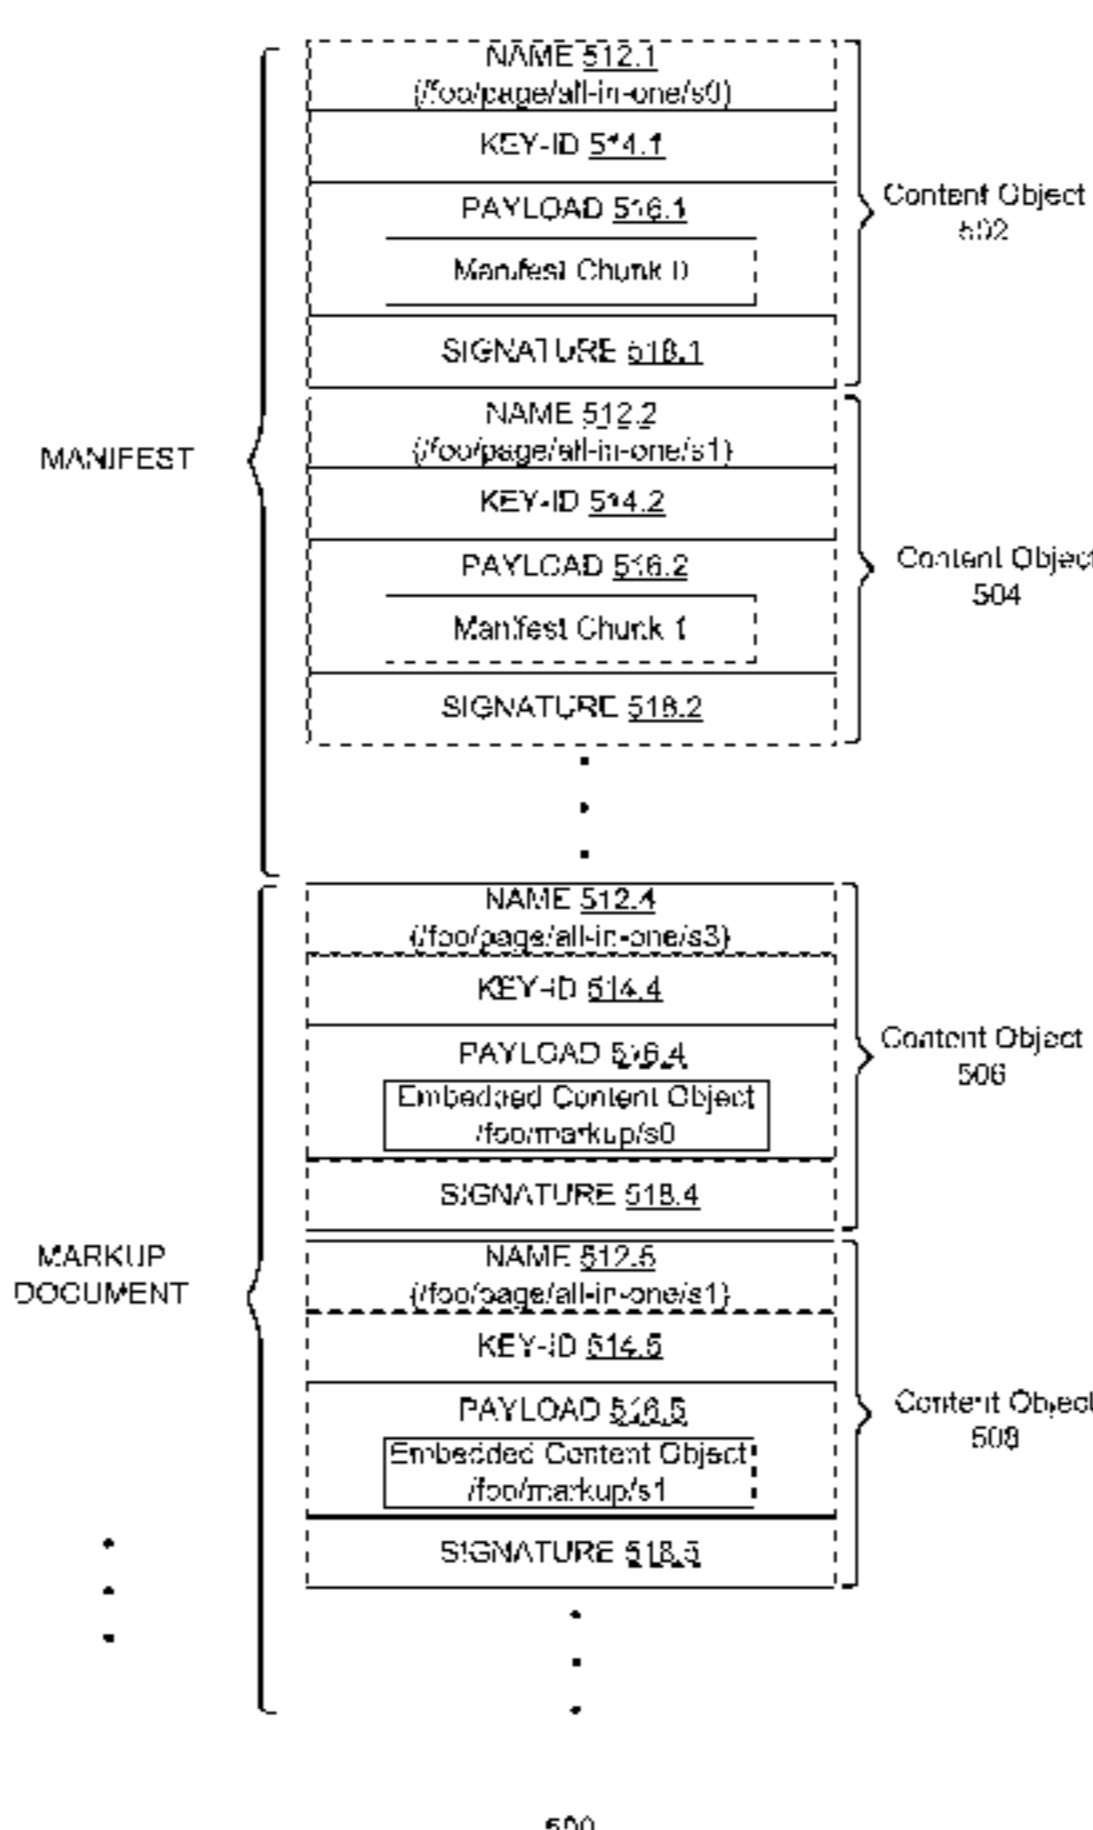 NAME 512.1
{/foo/page/all-in-one/s0}
KEY-ID 514.1
PAYLOAD 516.1
Manifest Chunk 0
SIGNATURE 518.1
Content Object
502
NAME 512.2
{/foo/page/all-in-one/s1}
KEY-ID 514.2
PAYLOAD 516.2
Manifest Chunk 1
SIGNATURE 518.2
Content Object
504
MANIFEST
NAME 512.4
{/foo/page/all-in-one/s3}
KEY-ID 514.4
PAYLOAD 516.4
Embedded Content Object
/foo/markup/s0
SIGNATURE 518.4
Content Object
506
NAME 512.5
{/foo/page/all-in-one/s1}
KEY-ID 514.5
PAYLOAD 516.5
Embedded Content Object
/foo/markup/s1
SIGNATURE 518.5
Content Object
508
MARKUP
DOCUMENT